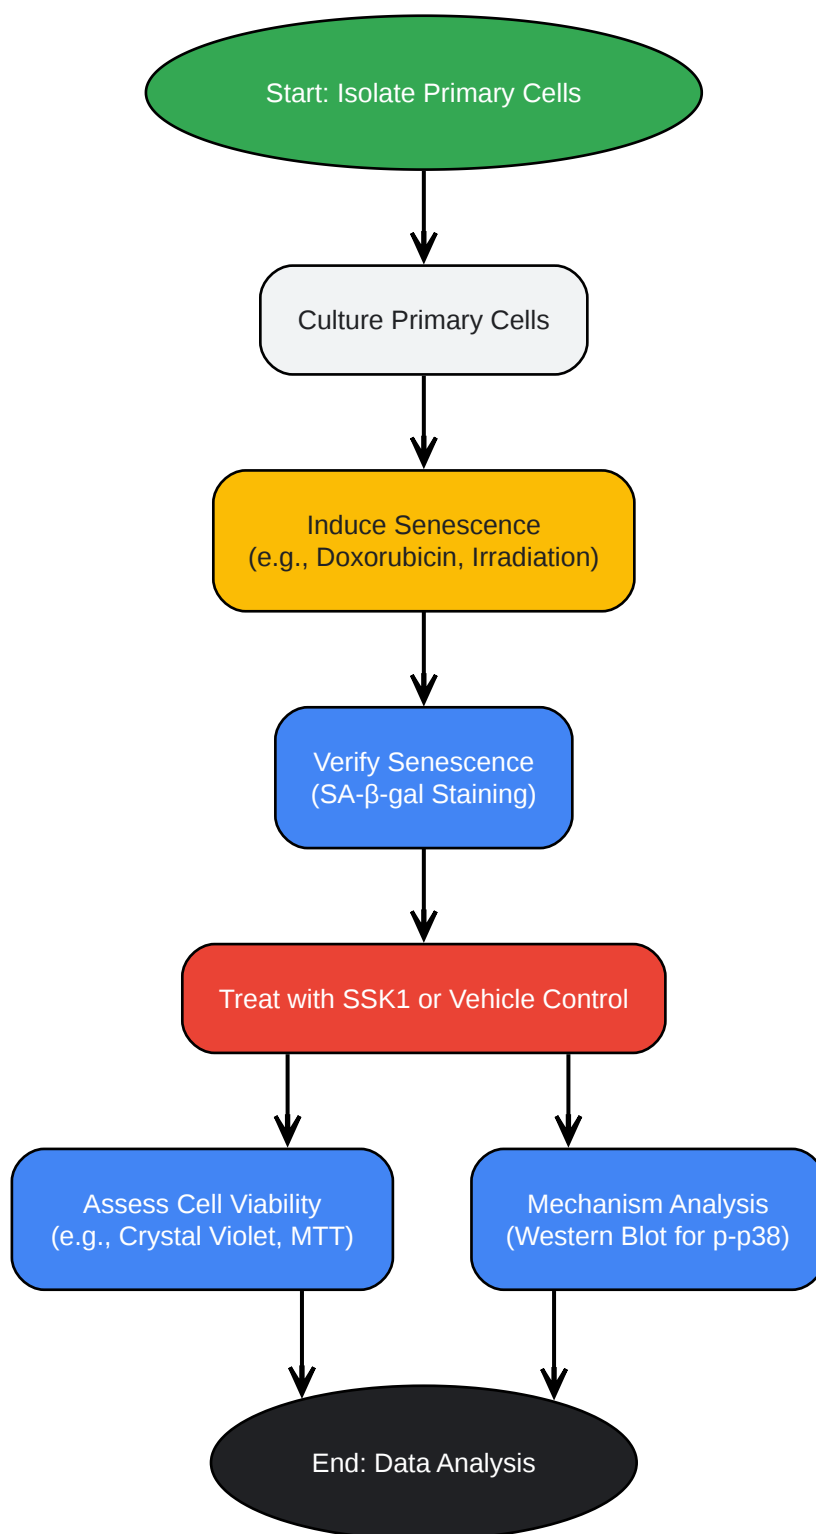 Start: Isolate Primary Cells
Culture Primary Cells
Induce Senescence
(e.g., Doxorubicin, Irradiation)
Verify Senescence
(SA-β-gal Staining)
Treat with SSK1 or Vehicle Control
Assess Cell Viability
(e.g., Crystal Violet, MTT)
Mechanism Analysis
(Western Blot for p-p38)
End: Data Analysis